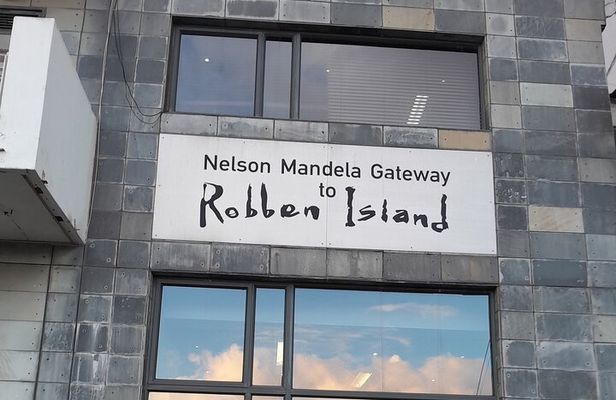 Nelson Mandela Gateway
to
Robben Island